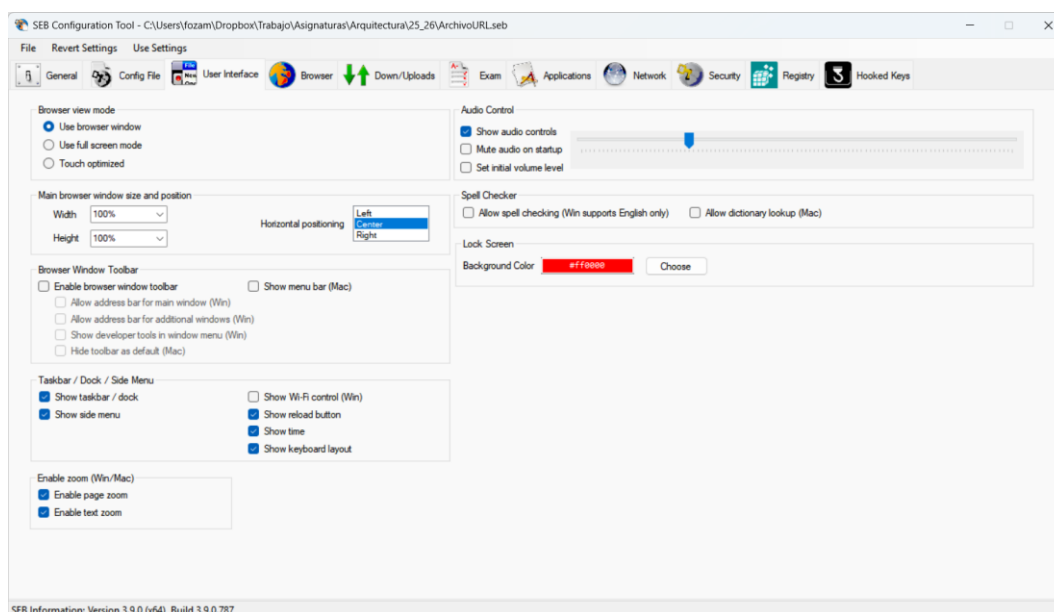 SEB Configuration Tool - C:\Users\fozam\Dropbox\Trabajo\Asignaturas\Arquitectura\25_26\ArchivoURL.seb
File Revert Settings Use Settings
General Config File User Interface Browser Down/Uploads Exam Applications Network Security Registry Hooked Keys
Browser view mode
Use browser window
Use full screen mode
Touch optimized
Main browser window size and position
Width 100%
Height 100%
Horizontal positioning
Left
Center
Right
Browser Window Toolbar
Enable browser window toolbar Show menu bar (Mac)
Allow address bar for main window (Win)
Allow address bar for additional windows (Win)
Show developer tools in window menu (Win)
Hide toolbar as default (Mac)
Taskbar / Dock / Side Menu
Show taskbar / dock Show Wi-Fi control (Win)
Show side menu Show reload button
Show time
Show keyboard layout
Enable zoom (Win/Mac)
Enable page zoom
Enable text zoom
Audio Control
Show audio controls
Mute audio on startup
Set initial volume level
Spell Checker
Allow spell checking (Win supports English only) Allow dictionary lookup (Mac)
Lock Screen
Background Color #ff0000 Choose
SEB Information: Version 3.9.0 (x64), Build 3.9.0.787